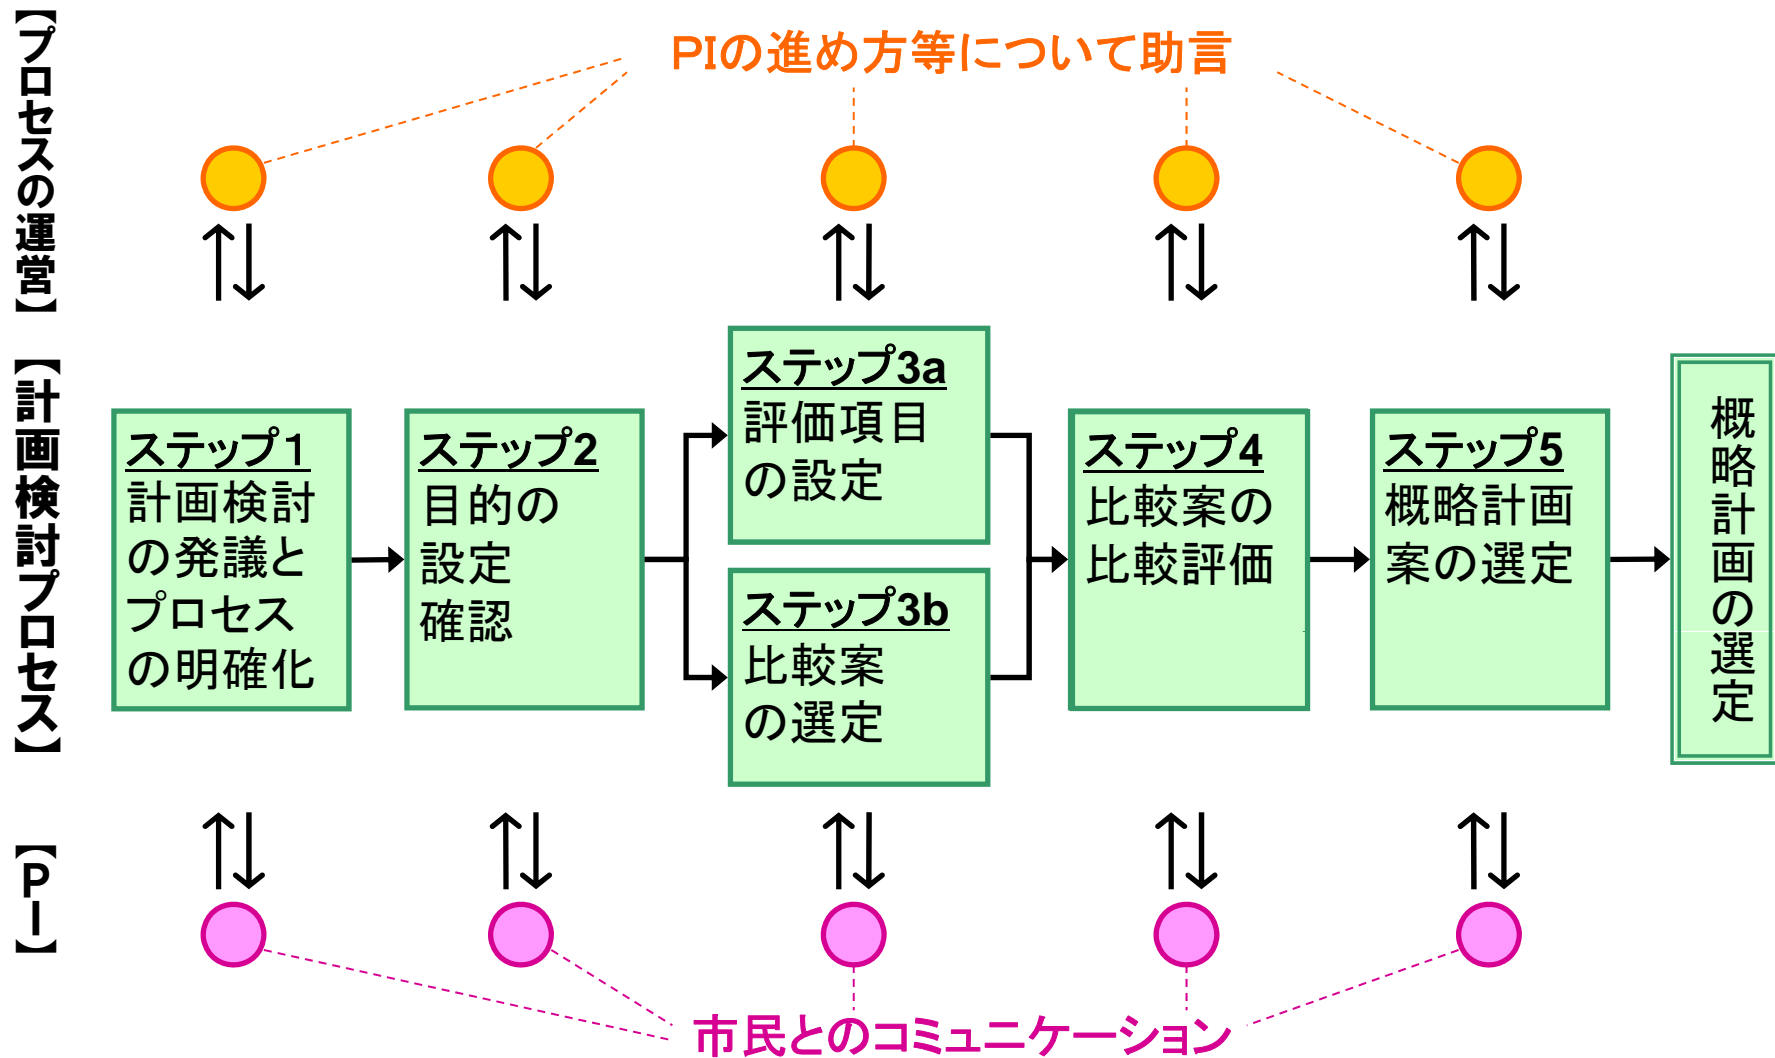 【プロセスの運営】
PIの進め方等について助言
【計画検討プロセス】
ステップ1
計画検討
の発議と
プロセス
の明確化
ステップ2
目的の
設定
確認
ステップ3a
評価項目
の設定
ステップ3b
比較案
の選定
ステップ4
比較案の
比較評価
ステップ5
概略計画
案の選定
概略計画の選定
【PI】
市民とのコミュニケーション